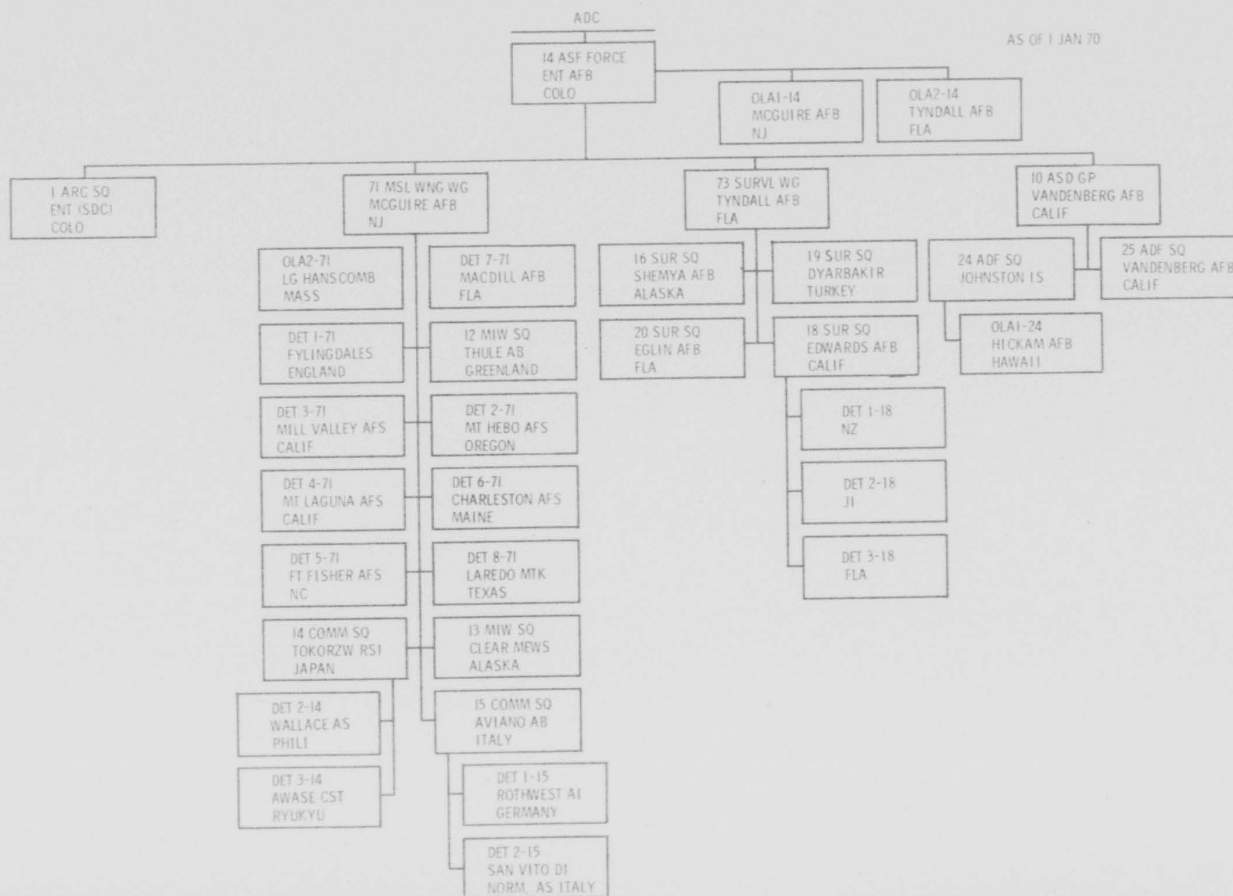 ADC
AS OF 1 JAN 70
14 ASF FORCE
ENT AFB
COLO
OLA1-14
MCGUIRE AFB
NJ
OLA2-14
TYNDALL AFB
FLA
1 ARC SQ
ENT (SDC)
COLO
71 MSL WNG WG
MCGUIRE AFB
NJ
73 SURVL WG
TYNDALL AFB
FLA
10 ASD GP
VANDENBERG AFB
CALIF
OLA2-71
LG HANSCOMB
MASS
DET 7-71
MACDILL AFB
FLA
16 SUR SQ
SHEMYA AFB
ALASKA
19 SUR SQ
DYARBAKIR
TURKEY
24 ADF SQ
JOHNSTON IS
25 ADF SQ
VANDENBERG AFB
CALIF
DET 1-71
FYLINGDALES
ENGLAND
12 MIW SQ
THULE AB
GREENLAND
20 SUR SQ
EGLIN AFB
FLA
18 SUR SQ
EDWARDS AFB
CALIF
OLA1-24
HICKAM AFB
HAWAII
DET 3-71
MILL VALLEY AFS
CALIF
DET 2-71
MT HEBO AFS
OREGON
DET 1-18
NZ
DET 4-71
MT LAGUNA AFS
CALIF
DET 6-71
CHARLESTON AFS
MAINE
DET 2-18
JI
DET 5-71
FT FISHER AFS
NC
DET 8-71
LAREDO MTK
TEXAS
DET 3-18
FLA
14 COMM SQ
TOKORZW RSI
JAPAN
13 MIW SQ
CLEAR MEWS
ALASKA
DET 2-14
WALLACE AS
PHILI
15 COMM SQ
AVIANO AB
ITALY
DET 3-14
AWASE CST
RYUKYU
DET 1-15
ROTHWEST AI
GERMANY
DET 2-15
SAN VITO DI
NORM, AS ITALY